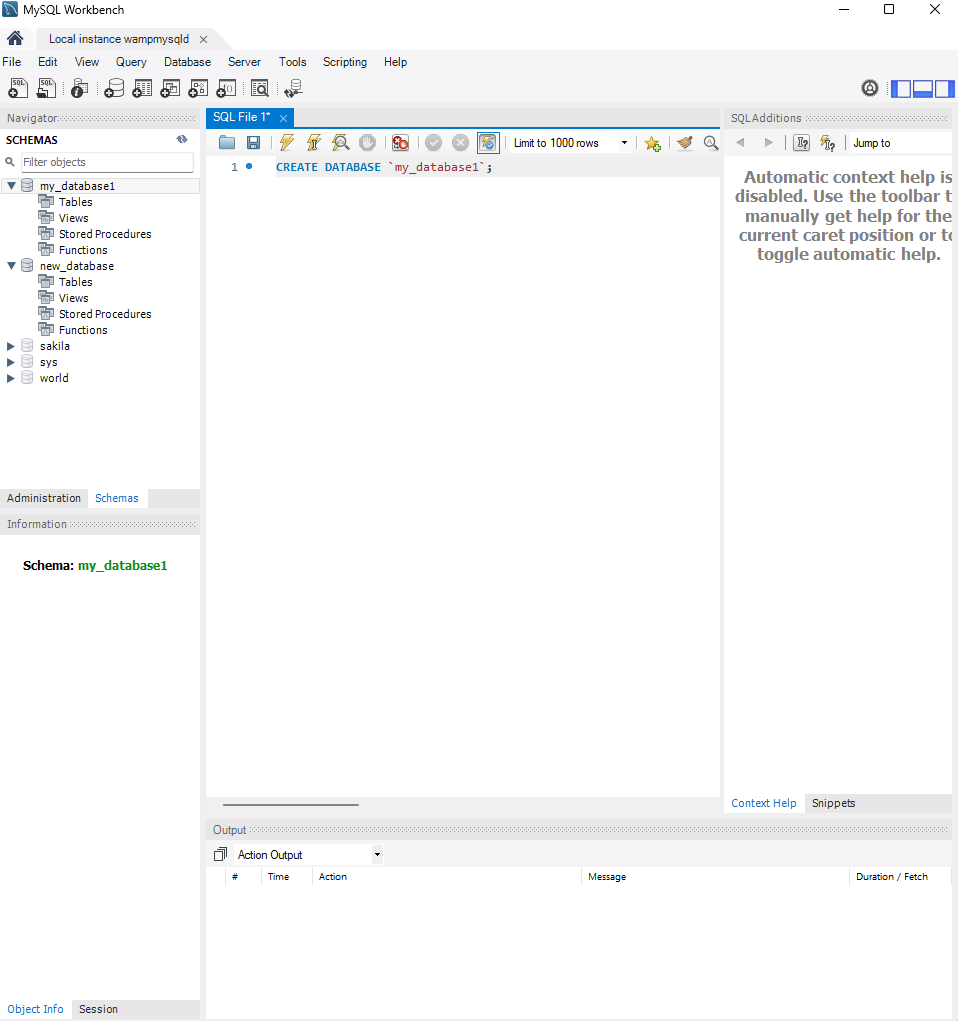 MySQL Workbench
Local instance wampmysqld
File Edit View Query Database Server Tools Scripting Help
Navigator
SCHEMAS
Filter objects
my_database1
Tables
Views
Stored Procedures
Functions
new_database
Tables
Views
Stored Procedures
Functions
sakila
sys
world
Administration Schemas
Information
Schema: my_database1
Object Info Session
SQL File 1*
Limit to 1000 rows
1 CREATE DATABASE `my_database1`;
SQLAdditions
Jump to
Automatic context help is
disabled. Use the toolbar t
manually get help for the
current caret position or to
toggle automatic help.
Context Help Snippets
Output
Action Output
# Time Action Message Duration / Fetch